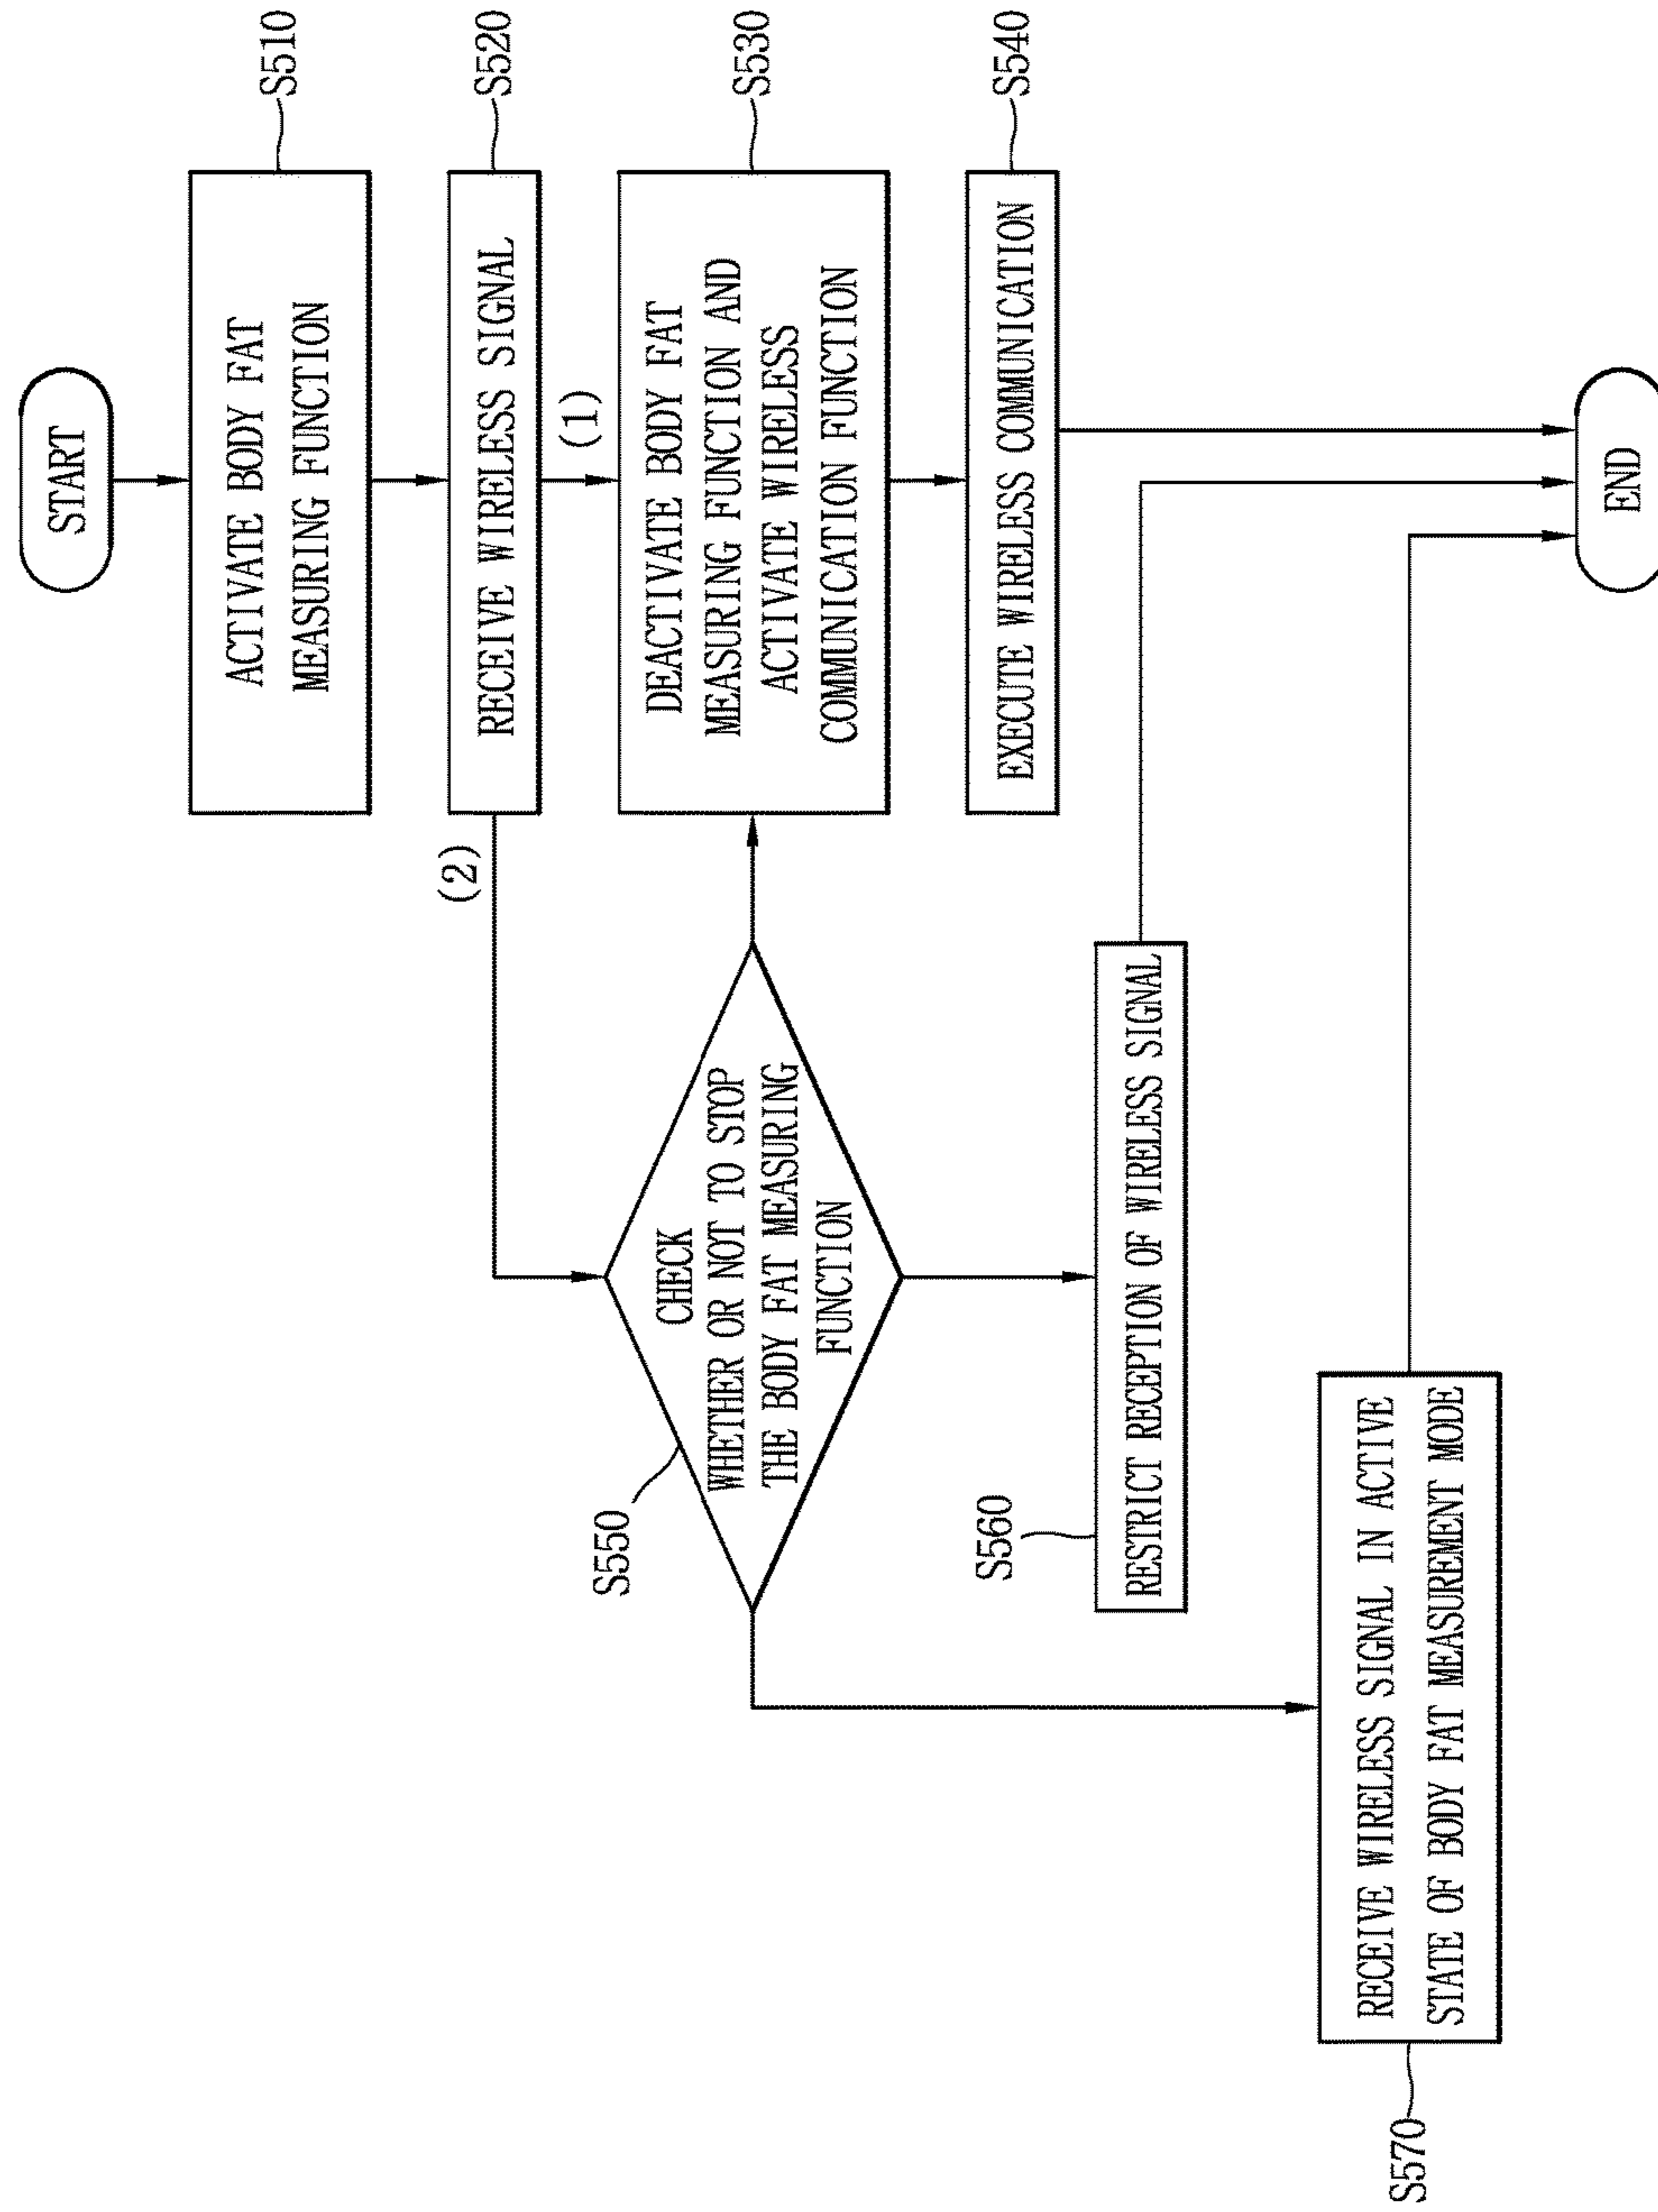 START
ACTIVATE BODY FAT
MEASURING FUNCTION
S510
RECEIVE WIRELESS SIGNAL
S520
(1)
(2)
DEACTIVATE BODY FAT
MEASURING FUNCTION AND
ACTIVATE WIRELESS
COMMUNICATION FUNCTION
S530
CHECK
WHETHER OR NOT TO STOP
THE BODY FAT MEASURING
FUNCTION
S550
EXECUTE WIRELESS COMMUNICATION
S540
S560
RESTRICT RECEPTION OF WIRELESS SIGNAL
S570
RECEIVE WIRELESS SIGNAL IN ACTIVE
STATE OF BODY FAT MEASUREMENT MODE
END